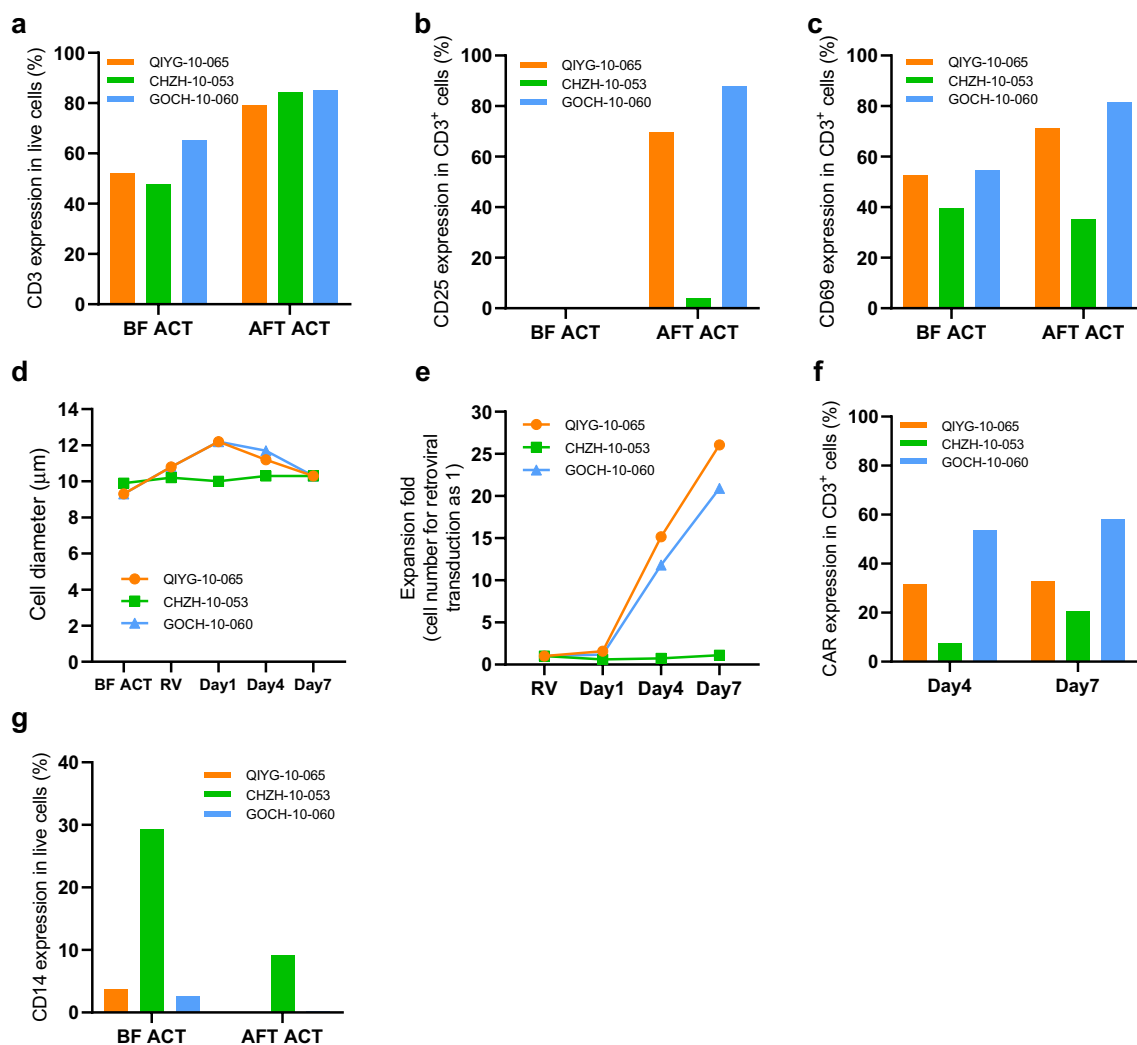 a
CD3 expression in live cells (%)
100
80
60
40
20
0
QIYG-10-065
CHZH-10-053
GOCH-10-060
BF ACT
AFT ACT
b
CD25 expression in CD3+ cells (%)
100
80
60
40
20
0
QIYG-10-065
CHZH-10-053
GOCH-10-060
BF ACT
AFT ACT
c
CD69 expression in CD3+ cells (%)
100
80
60
40
20
0
QIYG-10-065
CHZH-10-053
GOCH-10-060
BF ACT
AFT ACT
d
Cell diameter (μm)
14
12
10
8
6
4
2
0
QIYG-10-065
CHZH-10-053
GOCH-10-060
BF ACT
RV
Day1
Day4
Day7
e
Expansion fold
(cell number for retroviral
transduction as 1)
30
25
20
15
10
5
0
QIYG-10-065
CHZH-10-053
GOCH-10-060
RV
Day1
Day4
Day7
f
CAR expression in CD3+ cells (%)
100
80
60
40
20
0
QIYG-10-065
CHZH-10-053
GOCH-10-060
Day4
Day7
g
CD14 expression in live cells (%)
40
30
20
10
0
QIYG-10-065
CHZH-10-053
GOCH-10-060
BF ACT
AFT ACT